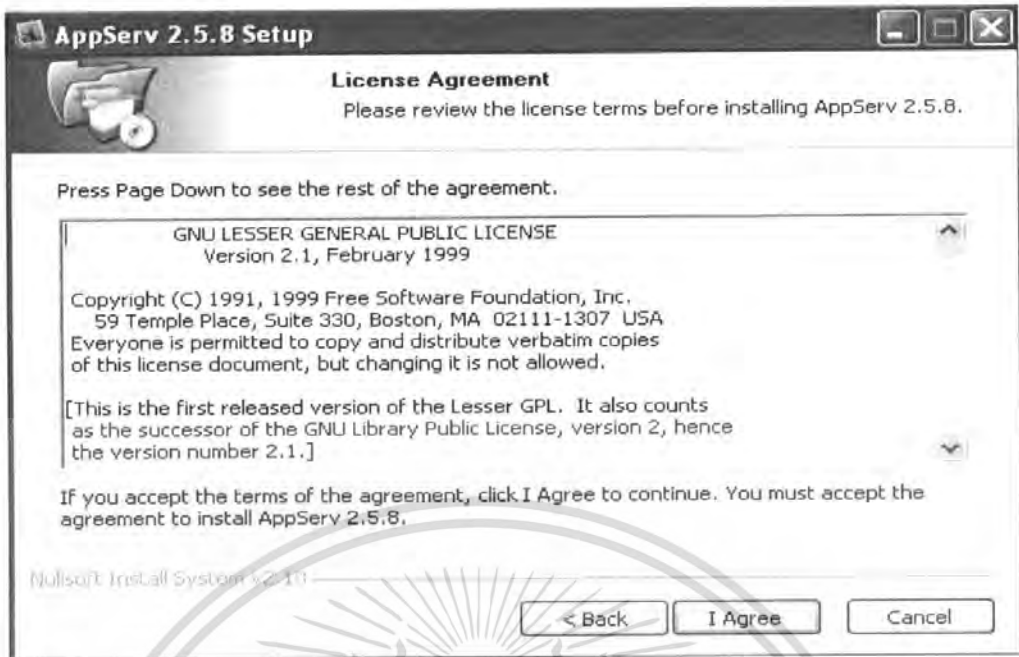 AppServ 2.5.8 Setup
License Agreement
Please review the license terms before installing AppServ 2.5.8.
Press Page Down to see the rest of the agreement.
GNU LESSER GENERAL PUBLIC LICENSE
Version 2.1, February 1999
Copyright (C) 1991, 1999 Free Software Foundation, Inc.
59 Temple Place, Suite 330, Boston, MA 02111-1307 USA
Everyone is permitted to copy and distribute verbatim copies
of this license document, but changing it is not allowed.
[This is the first released version of the Lesser GPL. It also counts
as the successor of the GNU Library Public License, version 2, hence
the version number 2.1.]
If you accept the terms of the agreement, click I Agree to continue. You must accept the
agreement to install AppServ 2.5.8.
Nullsoft Install System v2.10
< Back
I Agree
Cancel